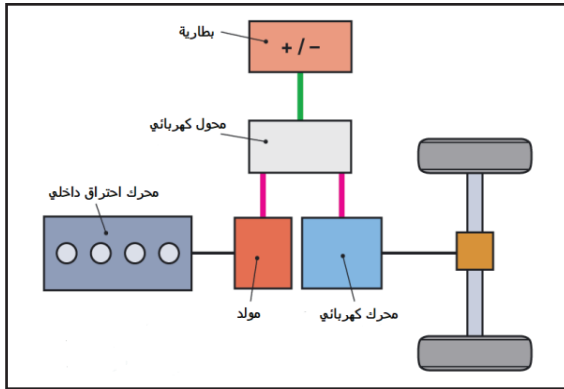 بطارية
+ / −
محول كهربائي
محرك احتراق داخلي
مولد
محرك كهربائي